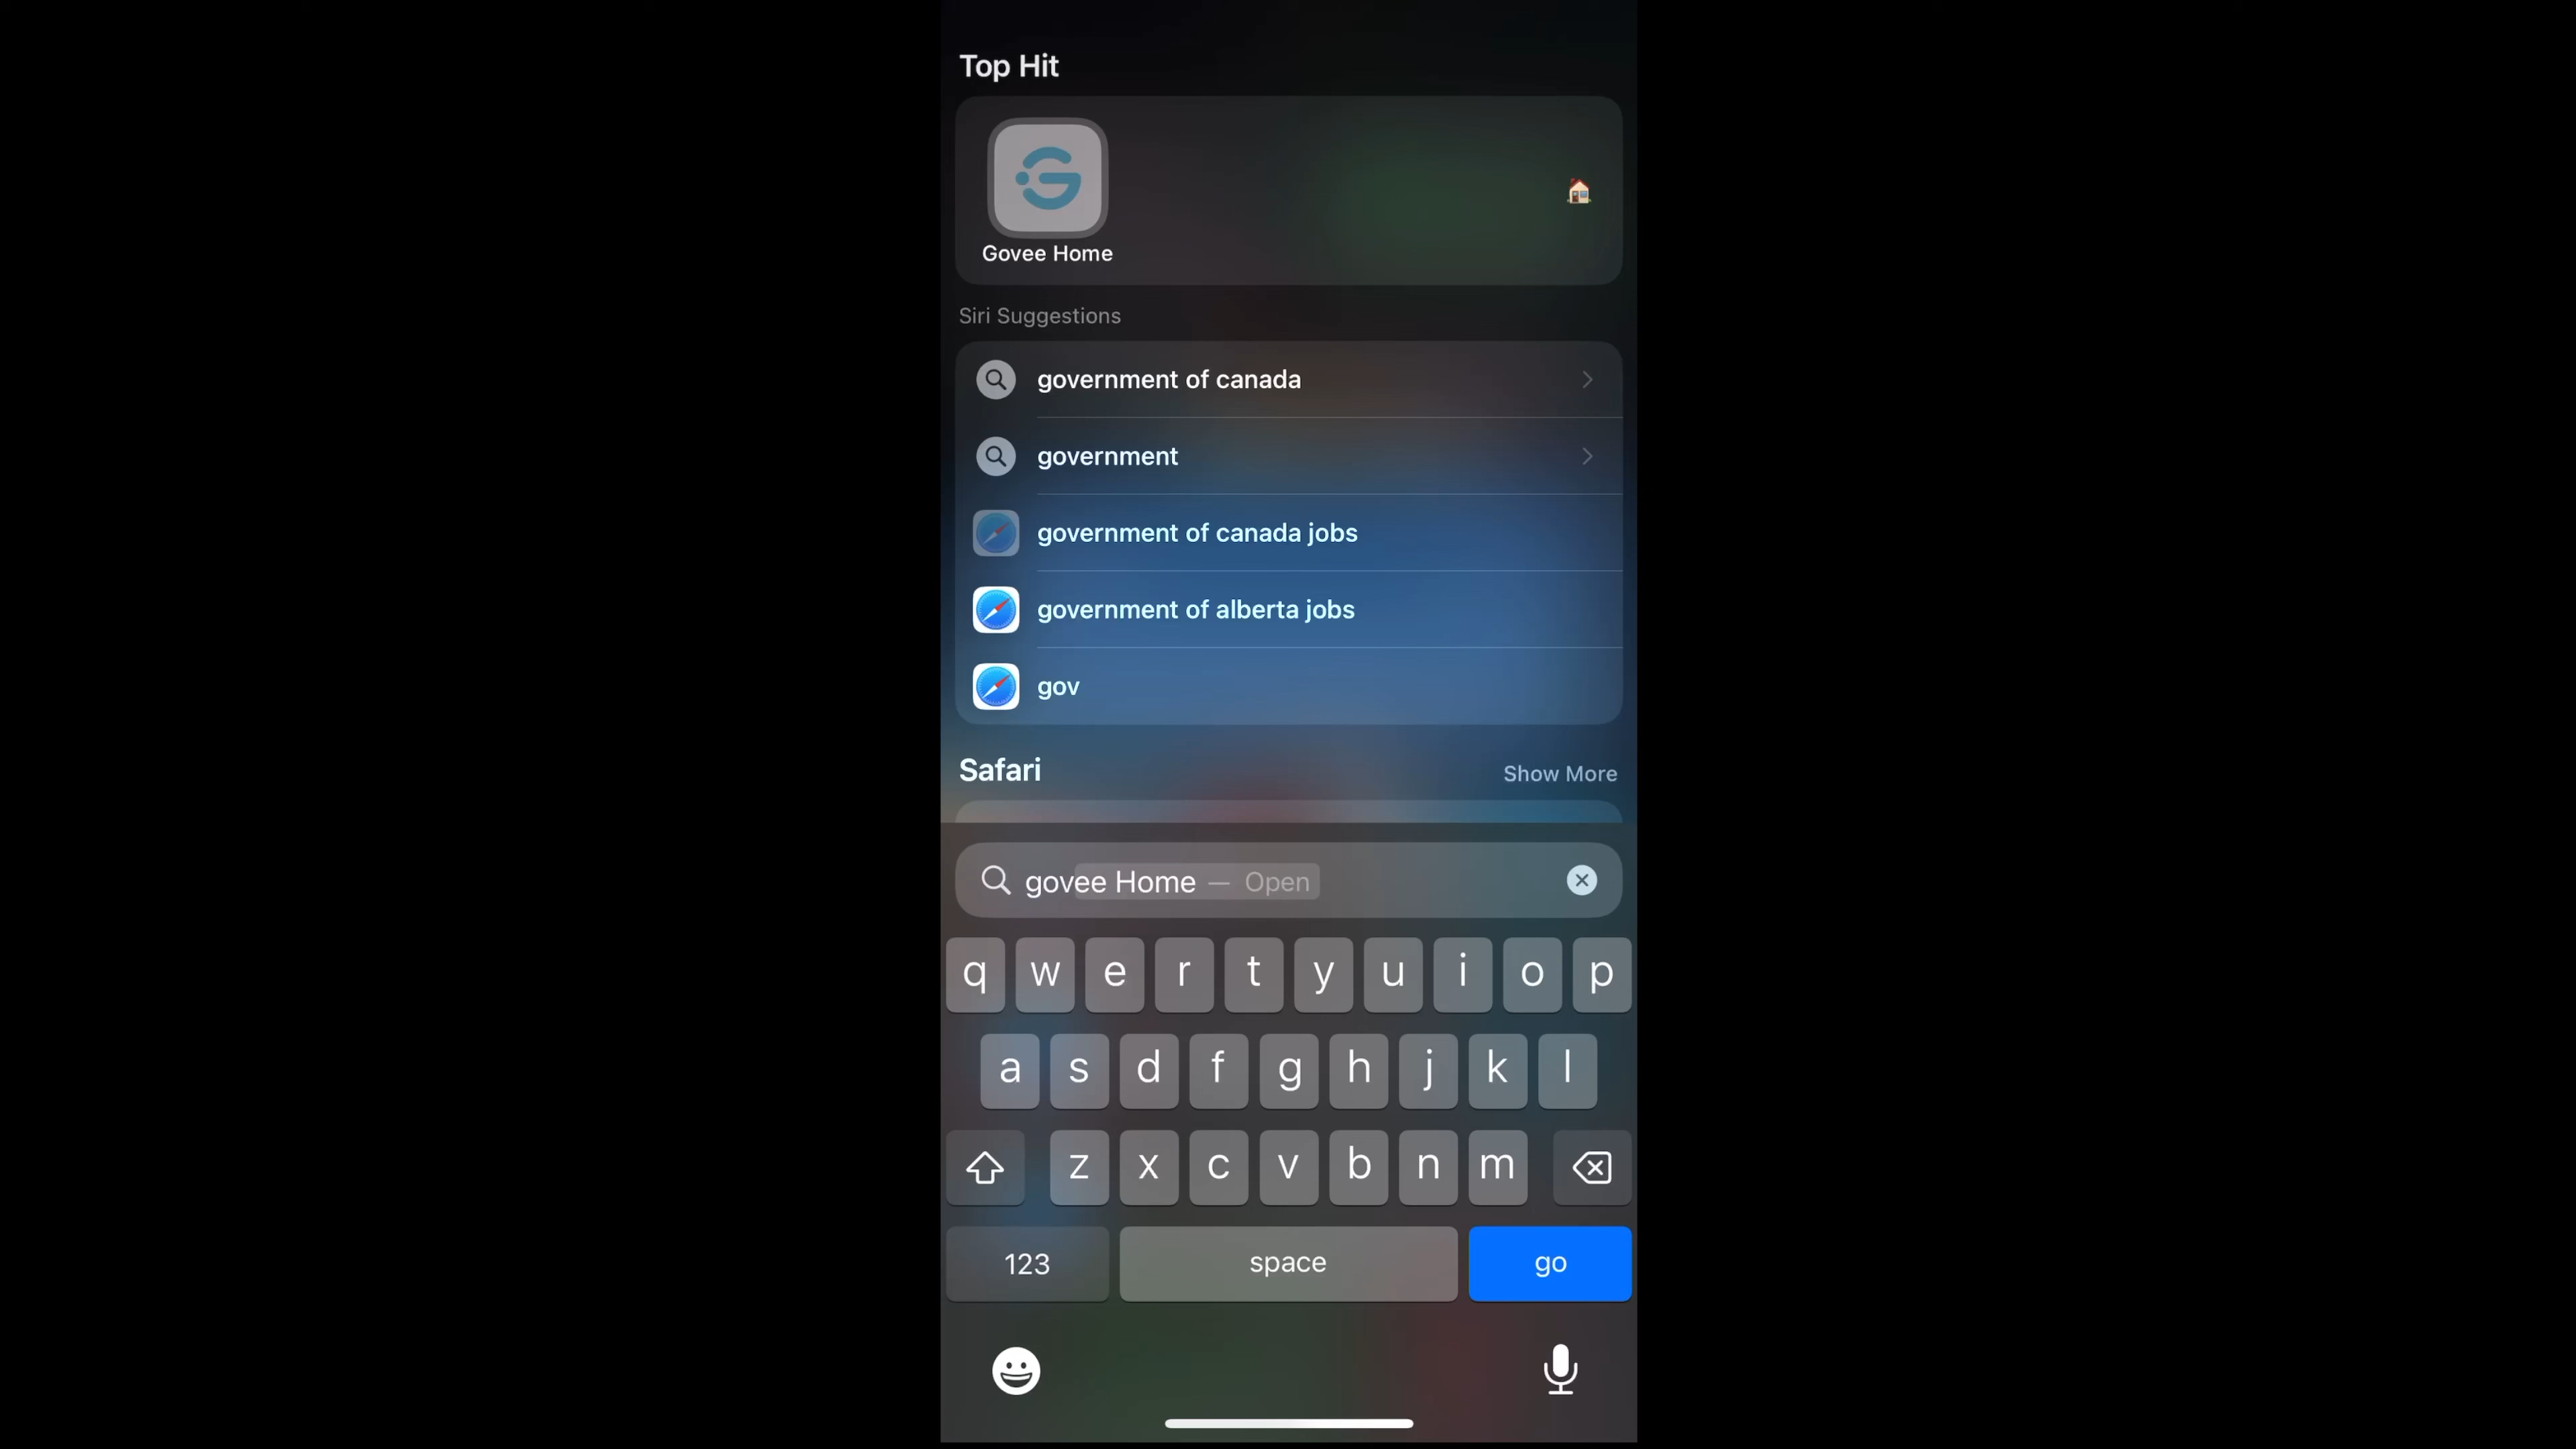 Top Hit
Govee Home
Siri Suggestions
government of canada
government
government of canada jobs
government of alberta jobs
gov
Safari Show More
govee Home — Open
q w e r t y u i o p
a s d f g h j k l
z x c v b n m
123 space go